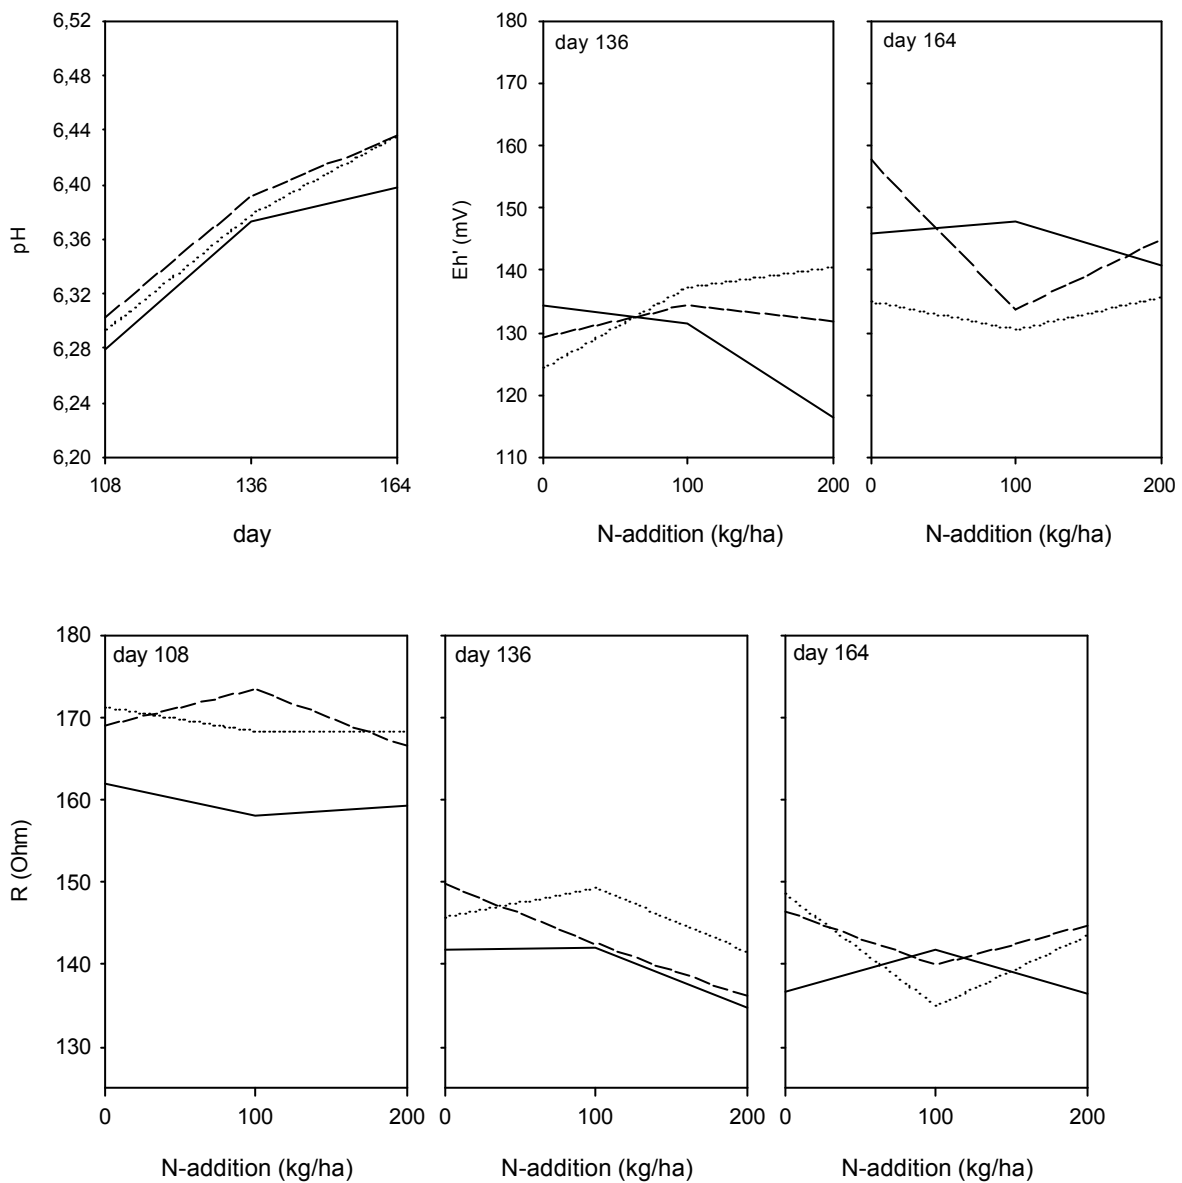 6,52
6,48
6,44
6,40
6,36
6,32
6,28
6,24
6,20
pH
108 136 164
day
180
170
160
150
140
130
120
110
Eh' (mV)
day 136
0 100 200
N-addition (kg/ha)
day 164
0 100 200
N-addition (kg/ha)
180
170
160
150
140
130
R (Ohm)
day 108
0 100 200
N-addition (kg/ha)
day 136
0 100 200
N-addition (kg/ha)
day 164
0 100 200
N-addition (kg/ha)